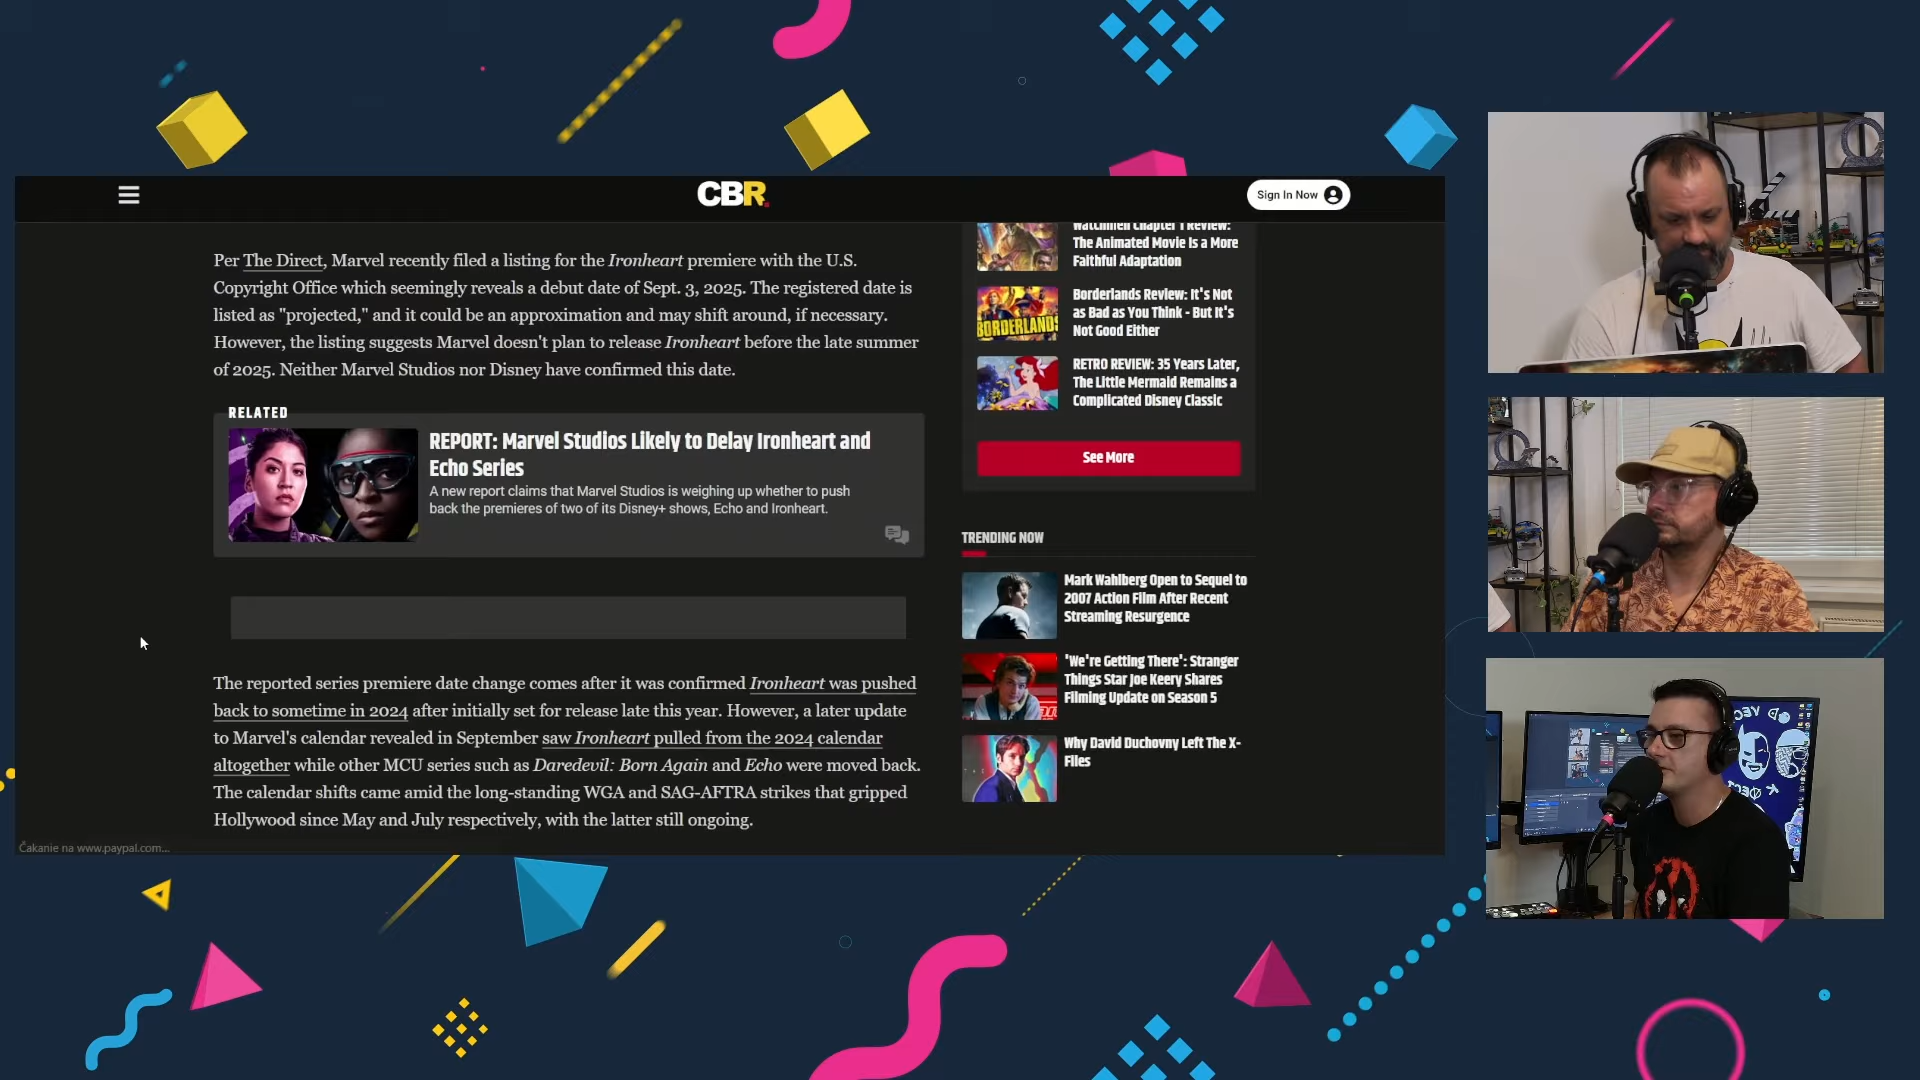 CBR.
Sign In Now
Per The Direct, Marvel recently filed a listing for the Ironheart premiere with the U.S.
Copyright Office which seemingly reveals a debut date of Sept. 3, 2025. The registered date is
listed as "projected," and it could be an approximation and may shift around, if necessary.
However, the listing suggests Marvel doesn't plan to release Ironheart before the late summer
of 2025. Neither Marvel Studios nor Disney have confirmed this date.
RELATED
REPORT: Marvel Studios Likely to Delay Ironheart and
Echo Series
A new report claims that Marvel Studios is weighing up whether to push
back the premieres of two of its Disney+ shows, Echo and Ironheart.
The reported series premiere date change comes after it was confirmed Ironheart was pushed
back to sometime in 2024 after initially set for release late this year. However, a later update
to Marvel's calendar revealed in September saw Ironheart pulled from the 2024 calendar
altogether while other MCU series such as Daredevil: Born Again and Echo were moved back.
The calendar shifts came amid the long-standing WGA and SAG-AFTRA strikes that gripped
Hollywood since May and July respectively, with the latter still ongoing.
Čakanie na www.paypal.com...
Watchmen Chapter 1 Review:
The Animated Movie Is a More
Faithful Adaptation
BORDERLANDS
Borderlands Review: It's Not
as Bad as You Think - But It's
Not Good Either
RETRO REVIEW: 35 Years Later,
The Little Mermaid Remains a
Complicated Disney Classic
See More
TRENDING NOW
Mark Wahlberg Open to Sequel to
2007 Action Film After Recent
Streaming Resurgence
'We're Getting There': Stranger
Things Star Joe Keery Shares
Filming Update on Season 5
Why David Duchovny Left The X-
Files